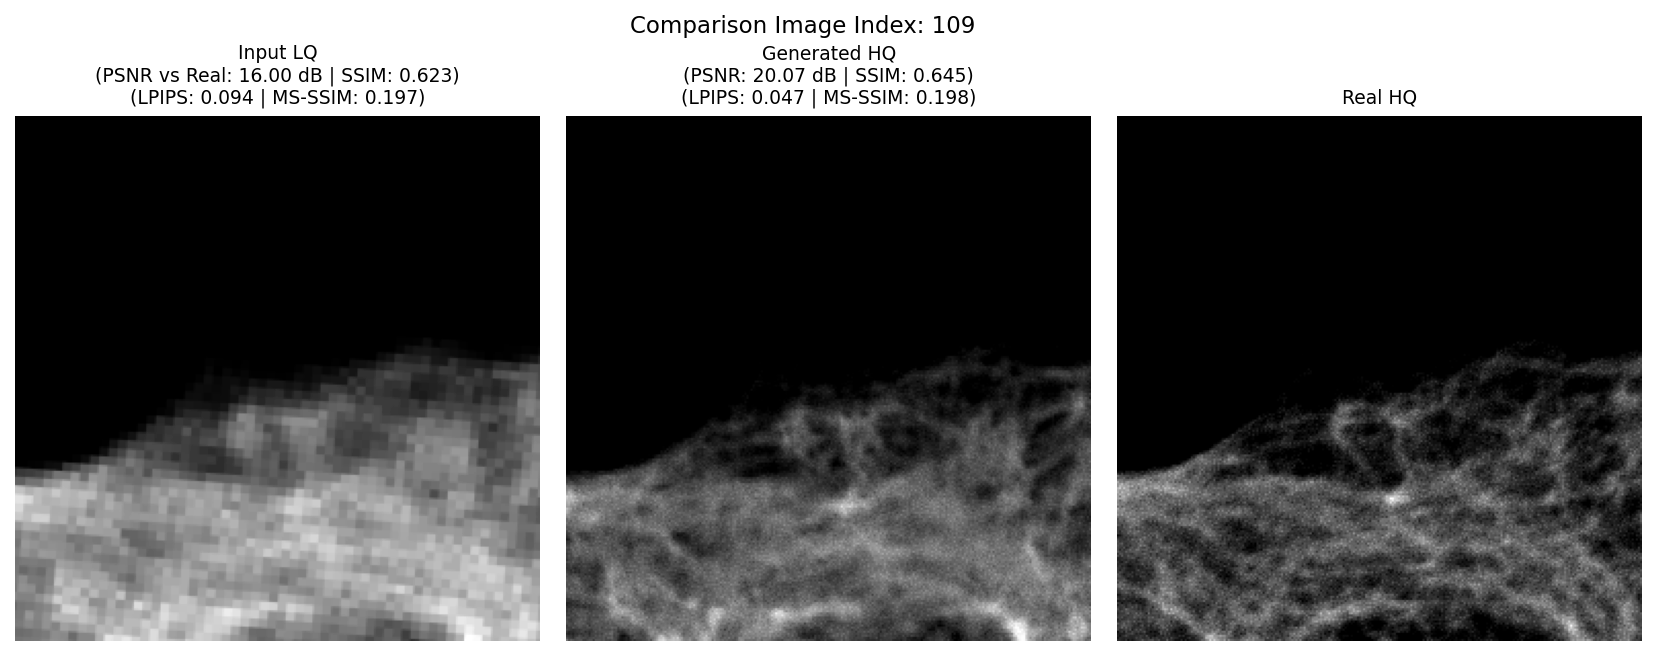 Comparison Image Index: 109
Input LQ
(PSNR vs Real: 16.00 dB | SSIM: 0.623)
(LPIPS: 0.094 | MS-SSIM: 0.197)
Generated HQ
(PSNR: 20.07 dB | SSIM: 0.645)
(LPIPS: 0.047 | MS-SSIM: 0.198)
Real HQ